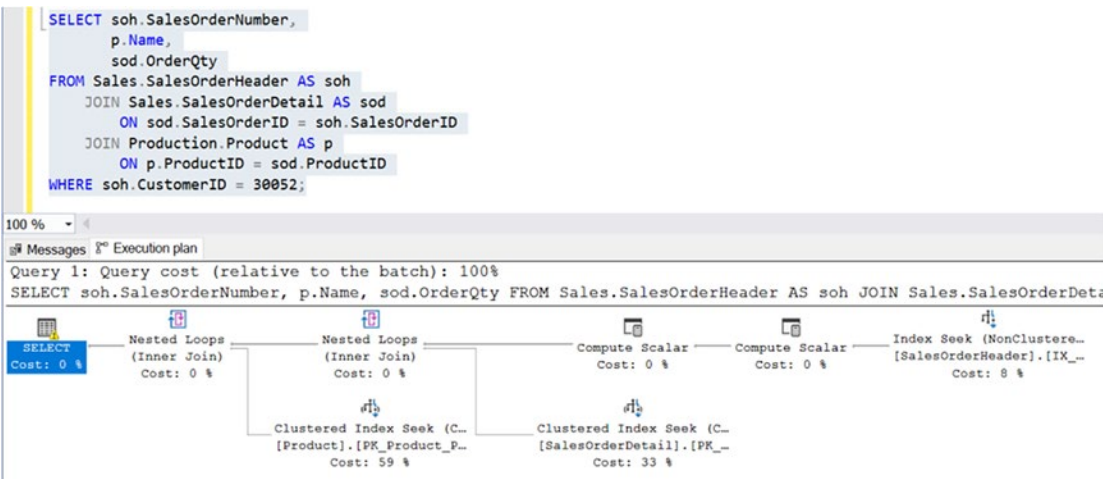 SELECT soh.SalesOrderNumber,
p.Name,
sod.OrderQty
FROM Sales.SalesOrderHeader AS soh
JOIN Sales.SalesOrderDetail AS sod
ON sod.SalesOrderID = soh.SalesOrderID
JOIN Production.Product AS p
ON p.ProductID = sod.ProductID
WHERE soh.CustomerID = 30052;
100 %
Messages Execution plan
Query 1: Query cost (relative to the batch): 100%
SELECT soh.SalesOrderNumber, p.Name, sod.OrderQty FROM Sales.SalesOrderHeader AS soh JOIN Sales.SalesOrderDeta
SELECT
Cost: 0 %
Nested Loops
(Inner Join)
Cost: 0 %
Nested Loops
(Inner Join)
Cost: 0 %
Compute Scalar
Cost: 0 %
Compute Scalar
Cost: 0 %
Index Seek (NonClustere…
[SalesOrderHeader].[IX_…
Cost: 8 %
Clustered Index Seek (C…
[Product].[PK_Product_P…
Cost: 59 %
Clustered Index Seek (C…
[SalesOrderDetail].[PK_…
Cost: 33 %